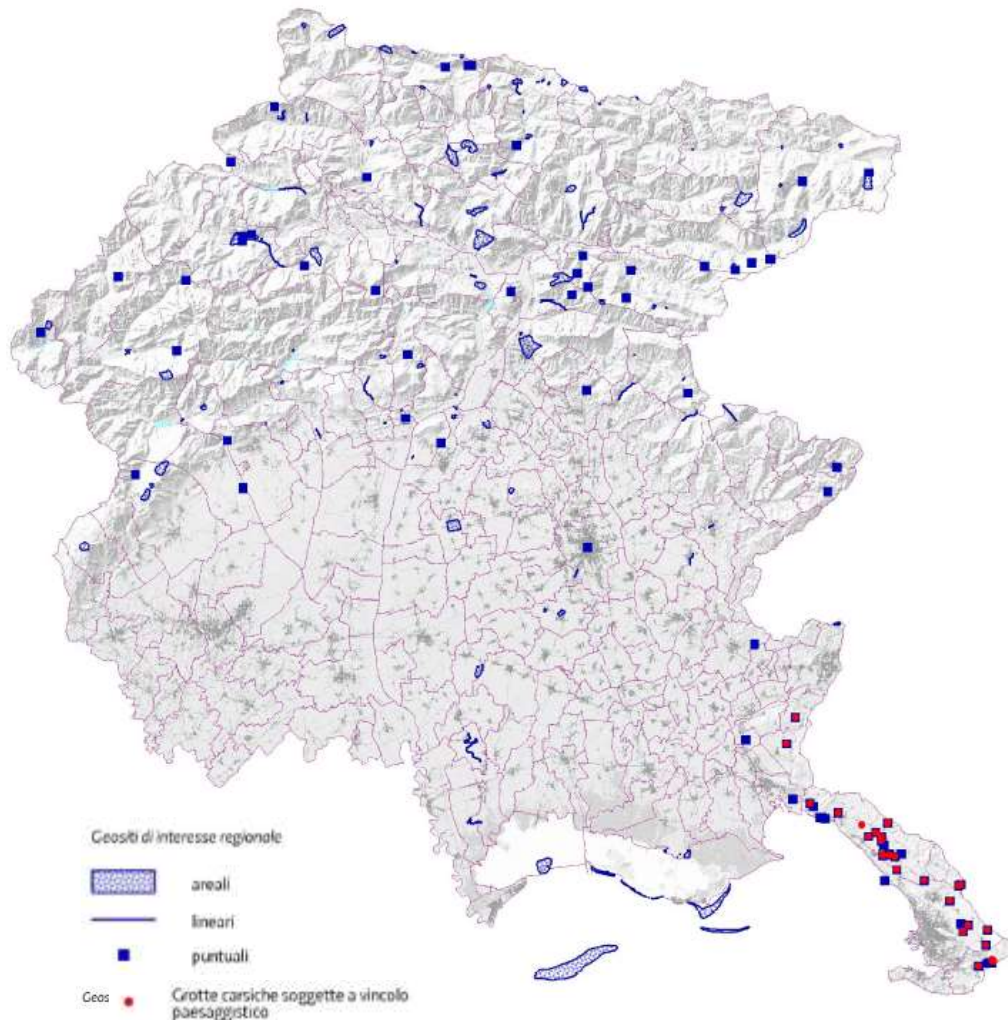 Geositi di interesse regionale
areali
lineari
puntuali
Geos
Grotte carsiche soggette a vincolo
paesaggistico